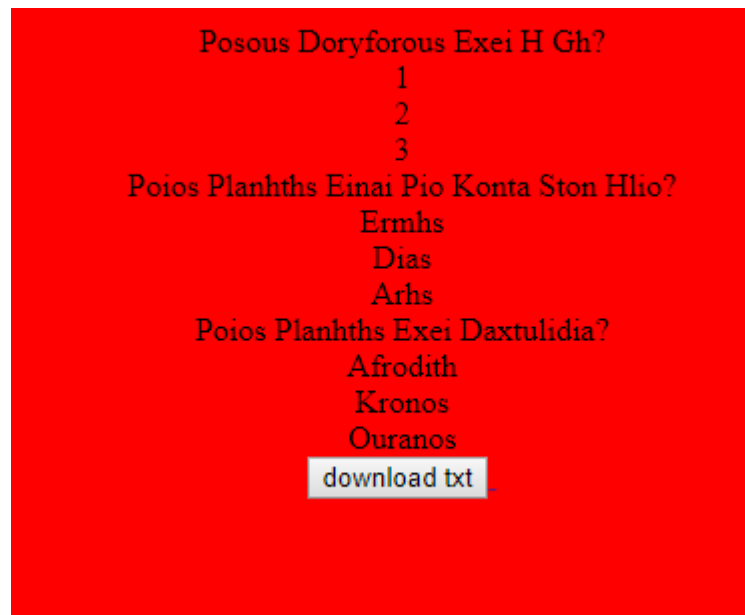 Posous Doryforous Exei H Gh?
1
2
3
Poios Planhths Einai Pio Konta Ston Hlio?
Ermhs
Dias
Arhs
Poios Planhths Exei Daxtulidia?
Afrodith
Kronos
Ouranos
download txt